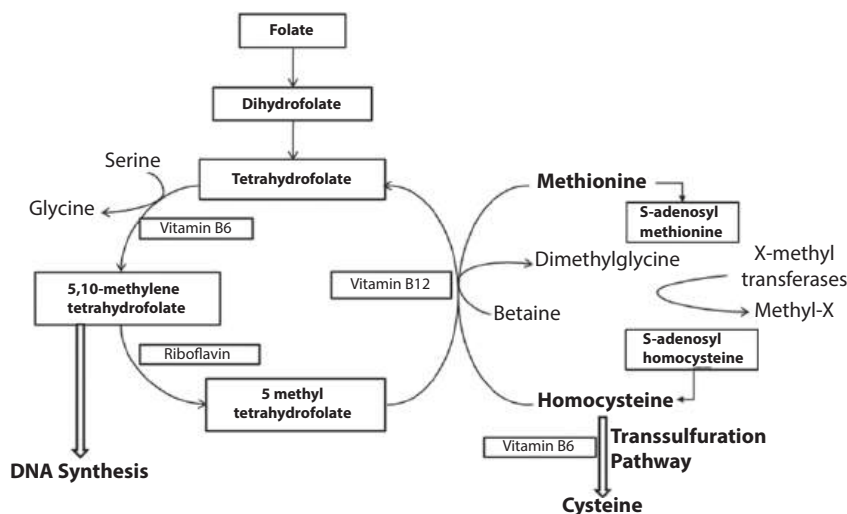 Folate
Dihydrofolate
Serine
Tetrahydrofolate
Methionine
Glycine
S-adenosyl
methionine
Vitamin B6
Dimethylglycine
X-methyl
transferases
5,10-methylene
tetrahydrofolate
Vitamin B12
Betaine
Methyl-X
Riboflavin
S-adenosyl
homocysteine
5 methyl
tetrahydrofolate
Homocysteine
DNA Synthesis
Vitamin B6
Transsulfuration
Pathway
Cysteine